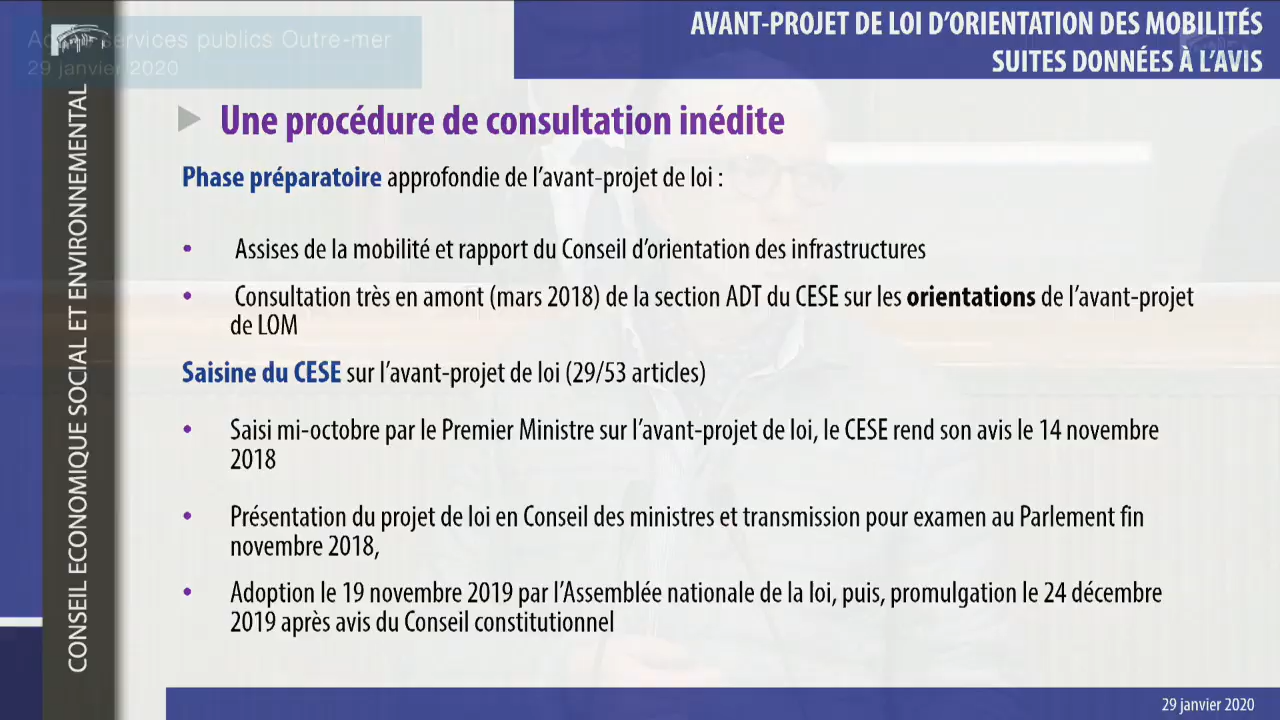 AVANT-PROJET DE LOI D'ORIENTATION DES MOBILITÉS
SUITES DONNÉES À L'AVIS
services publics Outre-mer
29 janvier 2020
CONSEIL ECONOMIQUE SOCIAL ET ENVIRONNEMENTAL
Une procédure de consultation inédite
Phase préparatoire approfondie de l'avant-projet de loi :
• Assises de la mobilité et rapport du Conseil d'orientation des infrastructures
• Consultation très en amont (mars 2018) de la section ADT du CESE sur les orientations de l'avant-projet
de LOM
Saisine du CESE sur l'avant-projet de loi (29/53 articles)
• Saisi mi-octobre par le Premier Ministre sur l'avant-projet de loi, le CESE rend son avis le 14 novembre
2018
• Présentation du projet de loi en Conseil des ministres et transmission pour examen au Parlement fin
novembre 2018,
• Adoption le 19 novembre 2019 par l'Assemblée nationale de la loi, puis, promulgation le 24 décembre
2019 après avis du Conseil constitutionnel
29 janvier 2020